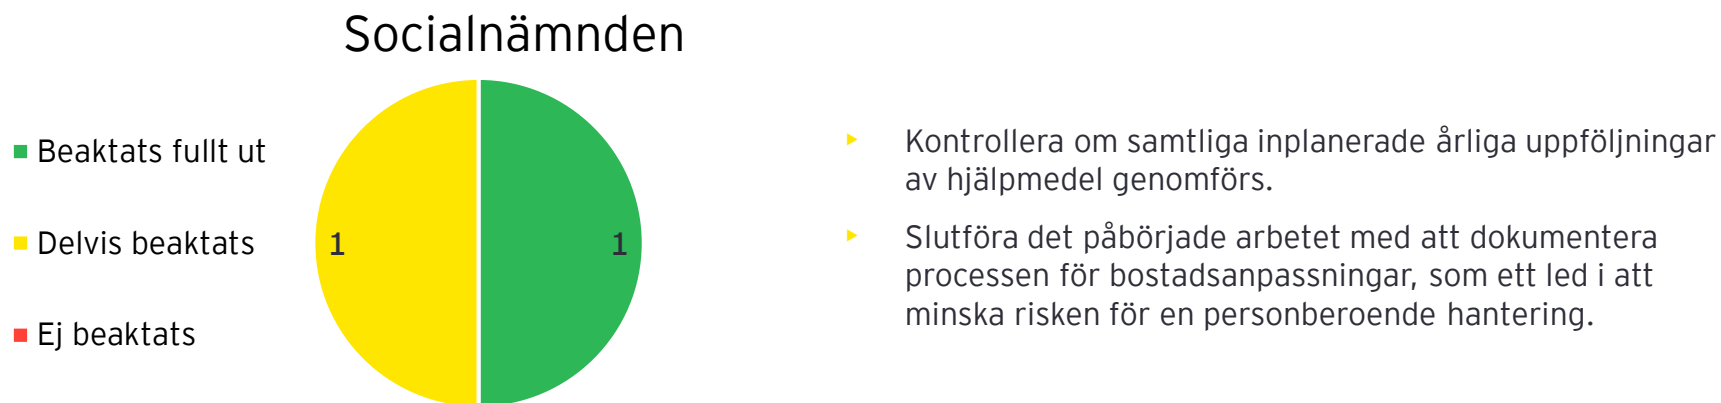 Socialnämnden
Beaktats fullt ut
Delvis beaktats
Ej beaktats
1
1
Kontrollera om samtliga inplanerade årliga uppföljningar
av hjälpmedel genomförs.
Slutföra det påbörjade arbetet med att dokumentera
processen för bostadsanpassningar, som ett led i att
minska risken för en personberoende hantering.